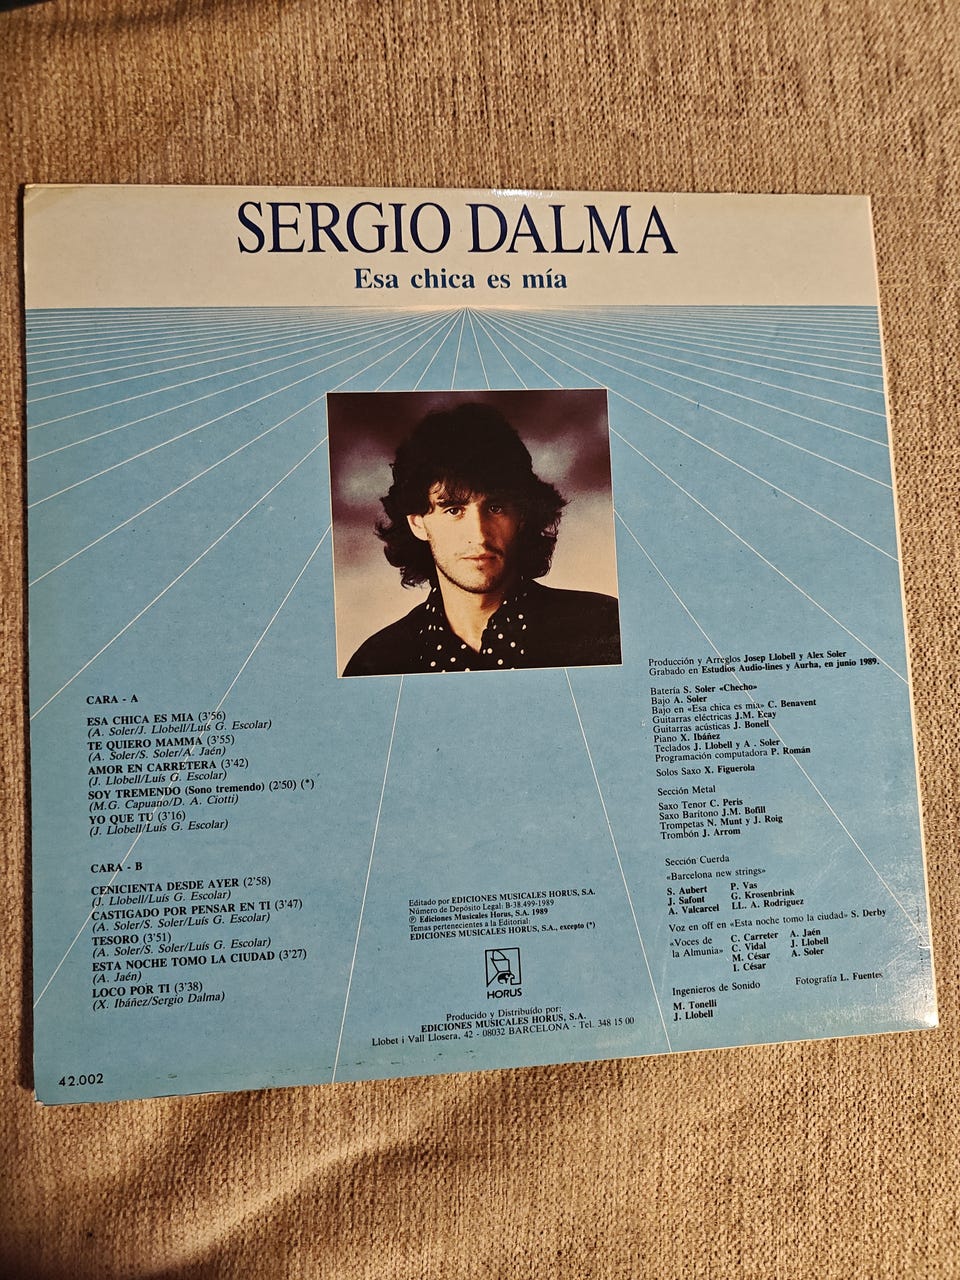 SERGIO DALMA
Esa chica es mía
CARA - A
ESA CHICA ES MIA (3'56)
(A. Soler/J. Llobell/Luís G. Escolar)
TE QUIERO MAMMA (3'55)
(A. Soler/S. Soler/A. Jaén)
AMOR EN CARRETERA (3'42)
(J. Llobell/Luís G. Escolar)
SOY TREMENDO (Sono tremendo) (2'50) (*)
(M.G. Capuano/D. A. Ciotti)
YO QUE TU (3'16)
(J. Llobell/Luís G. Escolar)
CARA - B
CENICIENTA DESDE AYER (2'58)
(J. Llobell/Luís G. Escolar)
CASTIGADO POR PENSAR EN TI (3'47)
(A. Soler/S. Soler/Luís G. Escolar)
TESORO (3'51)
(A. Soler/S. Soler/Luís G. Escolar)
ESTA NOCHE TOMO LA CIUDAD (3'27)
(A. Jaén)
LOCO POR TI (3'38)
(X. Ibáñez/Sergio Dalma)
42.002
Editado por EDICIONES MUSICALES HORUS, S.A.
Número de Depósito Legal: B-38.499-1989
Ⓟ Ediciones Musicales Horus, S.A. 1989
Temas pertenecientes a la Editorial:
EDICIONES MUSICALES HORUS, S.A., excepto (*)
HORUS
Producido y Distribuído por:
EDICIONES MUSICALES HORUS, S.A.
Llobet i Vall Llosera, 42 - 08032 BARCELONA - Tel. 348 15 00
Producción y Arreglos Josep Llobell y Alex Soler
Grabado en Estudios Audio-lines y Aurha, en junio 1989.
Batería S. Soler «Checho»
Bajo A. Soler
Bajo en «Esa chica es mía» C. Benavent
Guitarras eléctricas J.M. Ecay
Guitarras acústicas J. Bonell
Piano X. Ibáñez
Teclados J. Llobell y A . Soler
Programación computadora P. Román
Solos Saxo X. Figuerola
Sección Metal
Saxo Tenor C. Peris
Saxo Barítono J.M. Bofill
Trompetas N. Munt y J. Roig
Trombón J. Arrom
Sección Cuerda
«Barcelona new strings»
S. Aubert P. Vas
J. Safont G. Krosenbrink
A. Valcarcel LL. A. Rodríguez
Voz en off en «Esta noche tomo la ciudad» S. Derby
«Voces de C. Carreter A. Jaén
la Almunia» C. Vidal J. Llobell
M. César A. Soler
I. César
Ingenieros de Sonido Fotografía L. Fuentes
M. Tonelli
J. Llobell